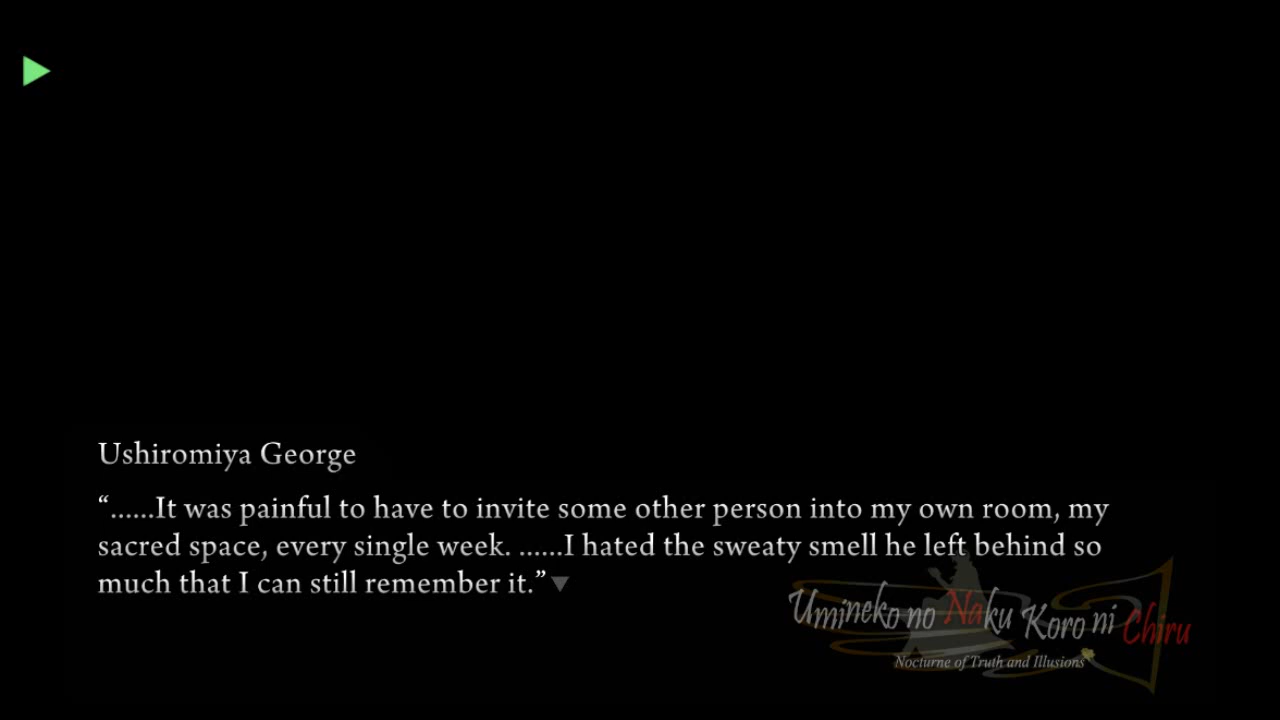 Ushiromiya George
“......It was painful to have to invite some other person into my own room, my
sacred space, every single week. ......I hated the sweaty smell he left behind so
much that I can still remember it.”
Umineko no Naku Koro ni Chiru
Nocturne of Truth and Illusions